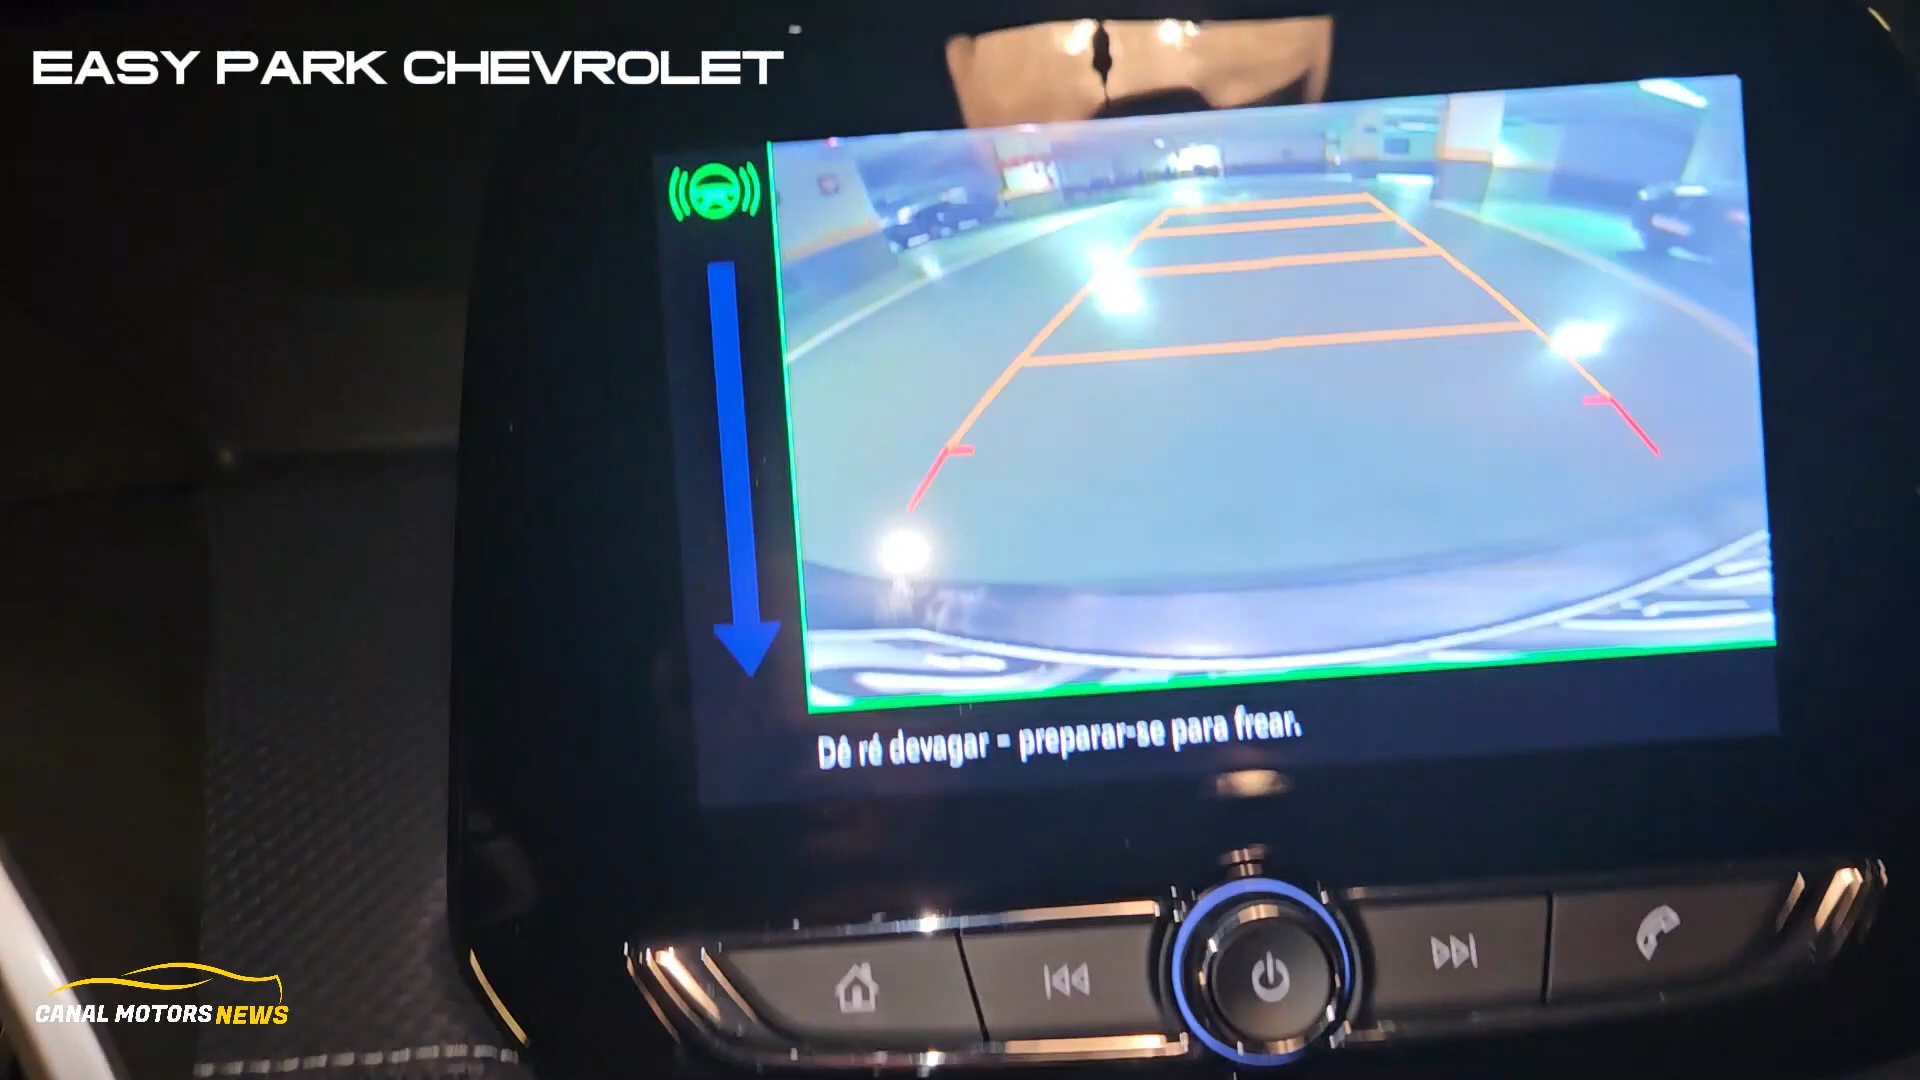 EASY PARK CHEVROLET
Dê ré devagar = preparar-se para frear.
CANAL MOTORS NEWS